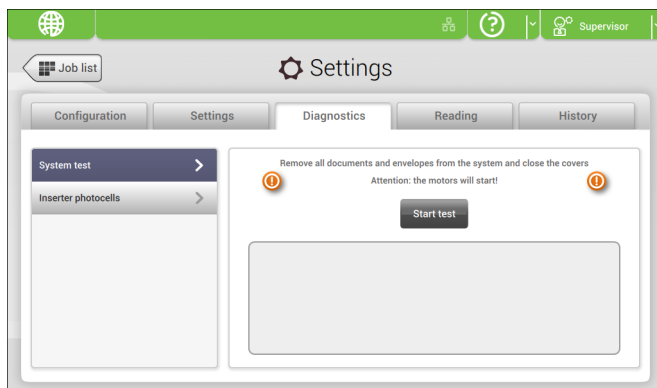 Supervisor
Job list
Settings
Configuration
Settings
Diagnostics
Reading
History
System test
Inserter photocells
Remove all documents and envelopes from the system and close the covers
Attention: the motors will start!
Start test